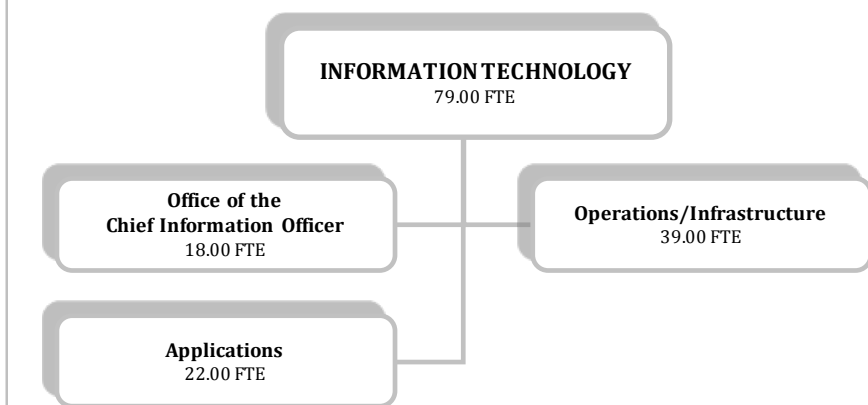 INFORMATION TECHNOLOGY
79.00 FTE
Office of the
Chief Information Officer
18.00 FTE
Operations/Infrastructure
39.00 FTE
Applications
22.00 FTE